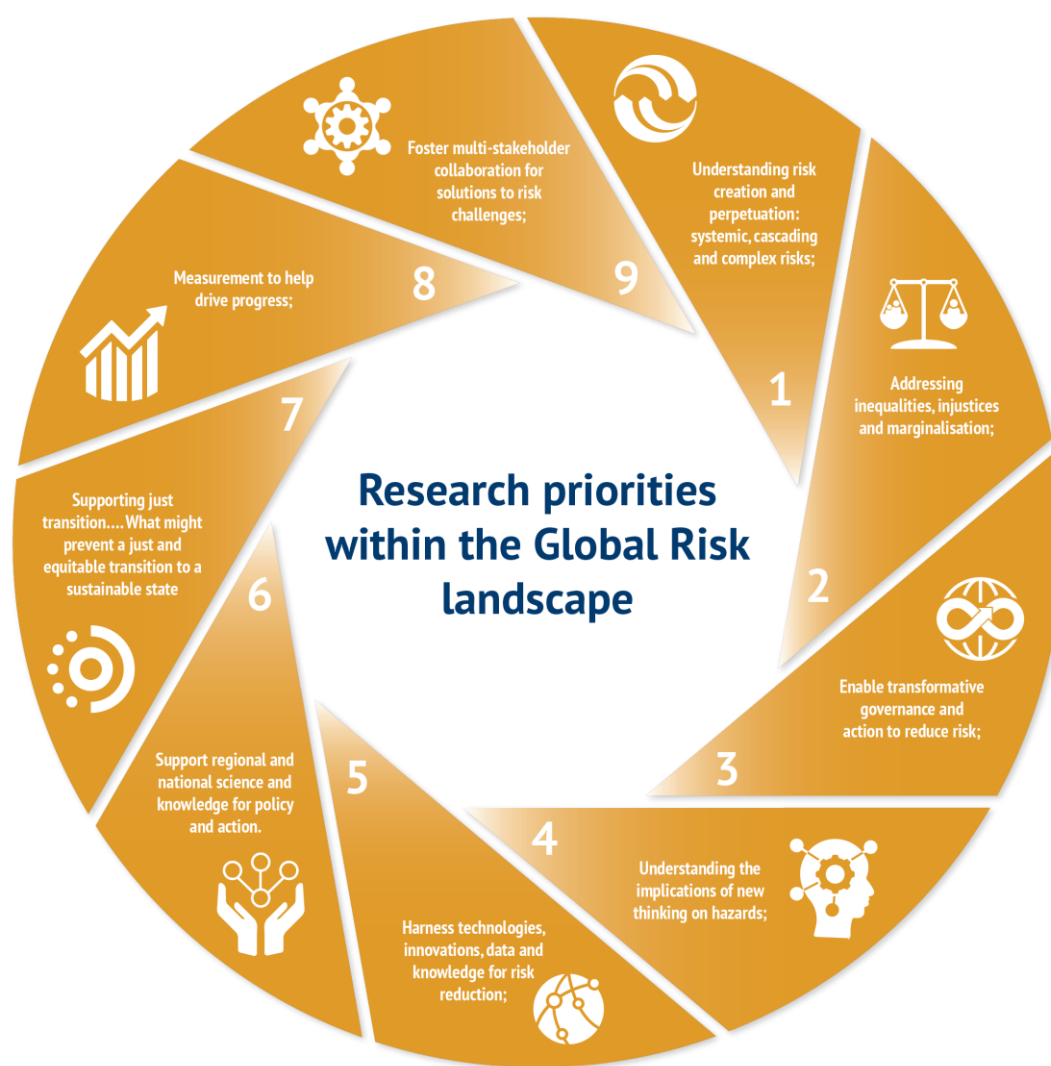 Research priorities
within the Global Risk
landscape
Understanding risk
creation and
perpetuation:
systemic, cascading
and complex risks;
1
Addressing
inequalities, injustices
and marginalisation;
2
Enable transformative
governance and
action to reduce risk;
3
Understanding the
implications of new
thinking on hazards;
4
Harness technologies,
innovations, data and
knowledge for risk
reduction;
5
Support regional and
national science and
knowledge for policy
and action.
6
Supporting just
transition.... What might
prevent a just and
equitable transition to a
sustainable state
7
Measurement to help
drive progress;
8
Foster multi-stakeholder
collaboration for
solutions to risk
challenges;
9